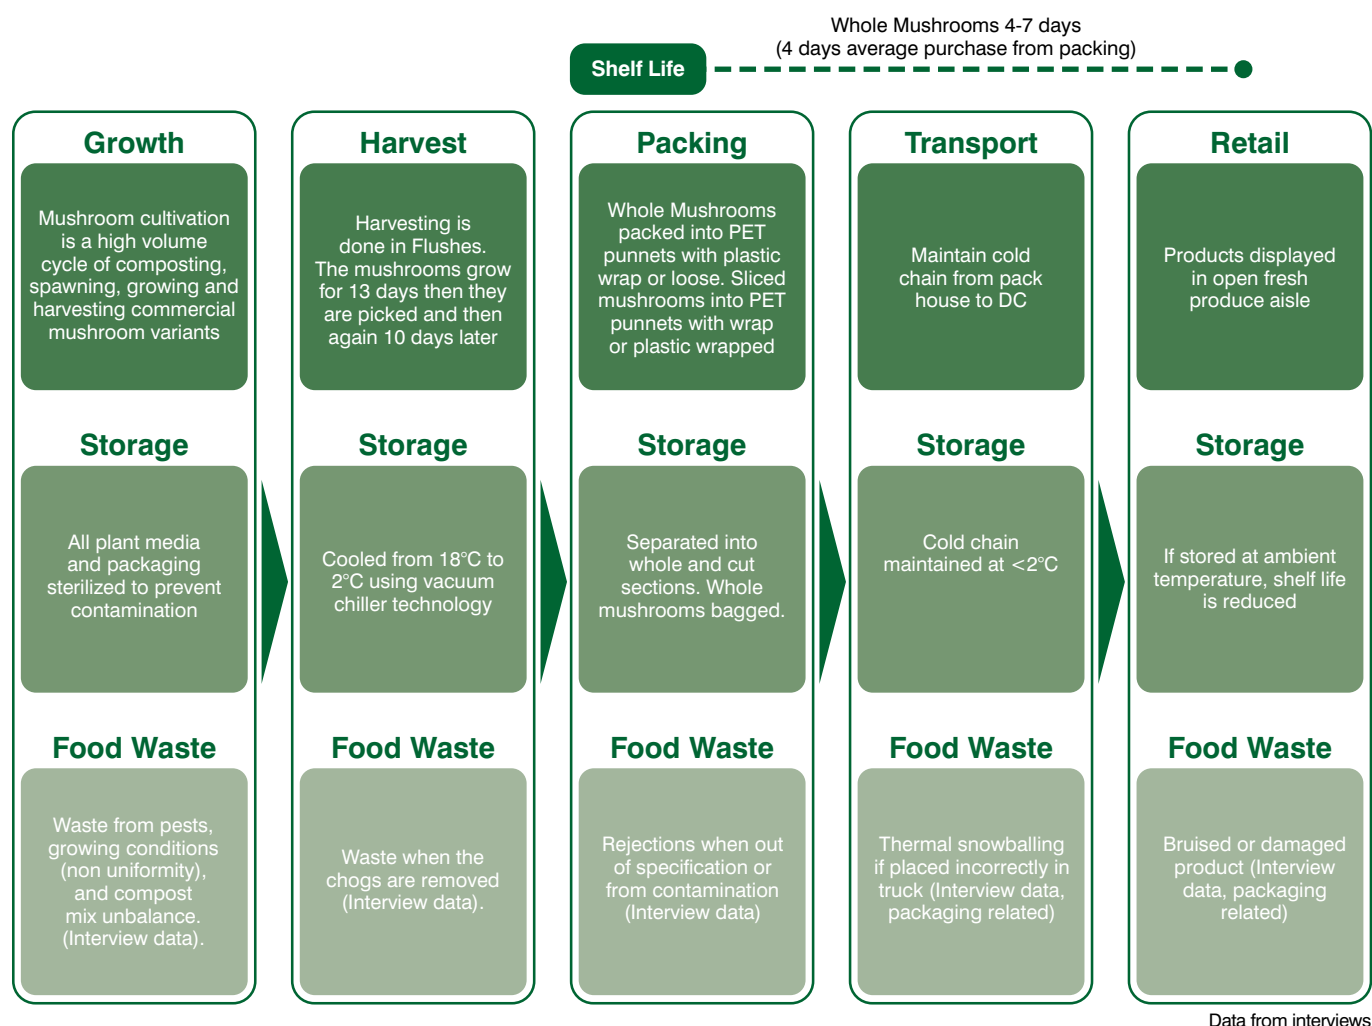 Whole Mushrooms 4-7 days
(4 days average purchase from packing)
Shelf Life
Growth
Mushroom cultivation
is a high volume
cycle of composting,
spawning, growing and
harvesting commercial
mushroom variants
Storage
All plant media
and packaging
sterilized to prevent
contamination
Food Waste
Waste from pests,
growing conditions
(non uniformity),
and compost
mix unbalance.
(Interview data).
Harvest
Harvesting is
done in Flushes.
The mushrooms grow
for 13 days then they
are picked and then
again 10 days later
Storage
Cooled from 18°C to
2°C using vacuum
chiller technology
Food Waste
Waste when the
chogs are removed
(Interview data).
Packing
Whole Mushrooms
packed into PET
punnets with plastic
wrap or loose. Sliced
mushrooms into PET
punnets with wrap
or plastic wrapped
Storage
Separated into
whole and cut
sections. Whole
mushrooms bagged.
Food Waste
Rejections when out
of specification or
from contamination
(Interview data)
Transport
Maintain cold
chain from pack
house to DC
Storage
Cold chain
maintained at <2°C
Food Waste
Thermal snowballing
if placed incorrectly in
truck (Interview data,
packaging related)
Retail
Products displayed
in open fresh
produce aisle
Storage
If stored at ambient
temperature, shelf life
is reduced
Food Waste
Bruised or damaged
product (Interview
data, packaging
related)
Data from interviews